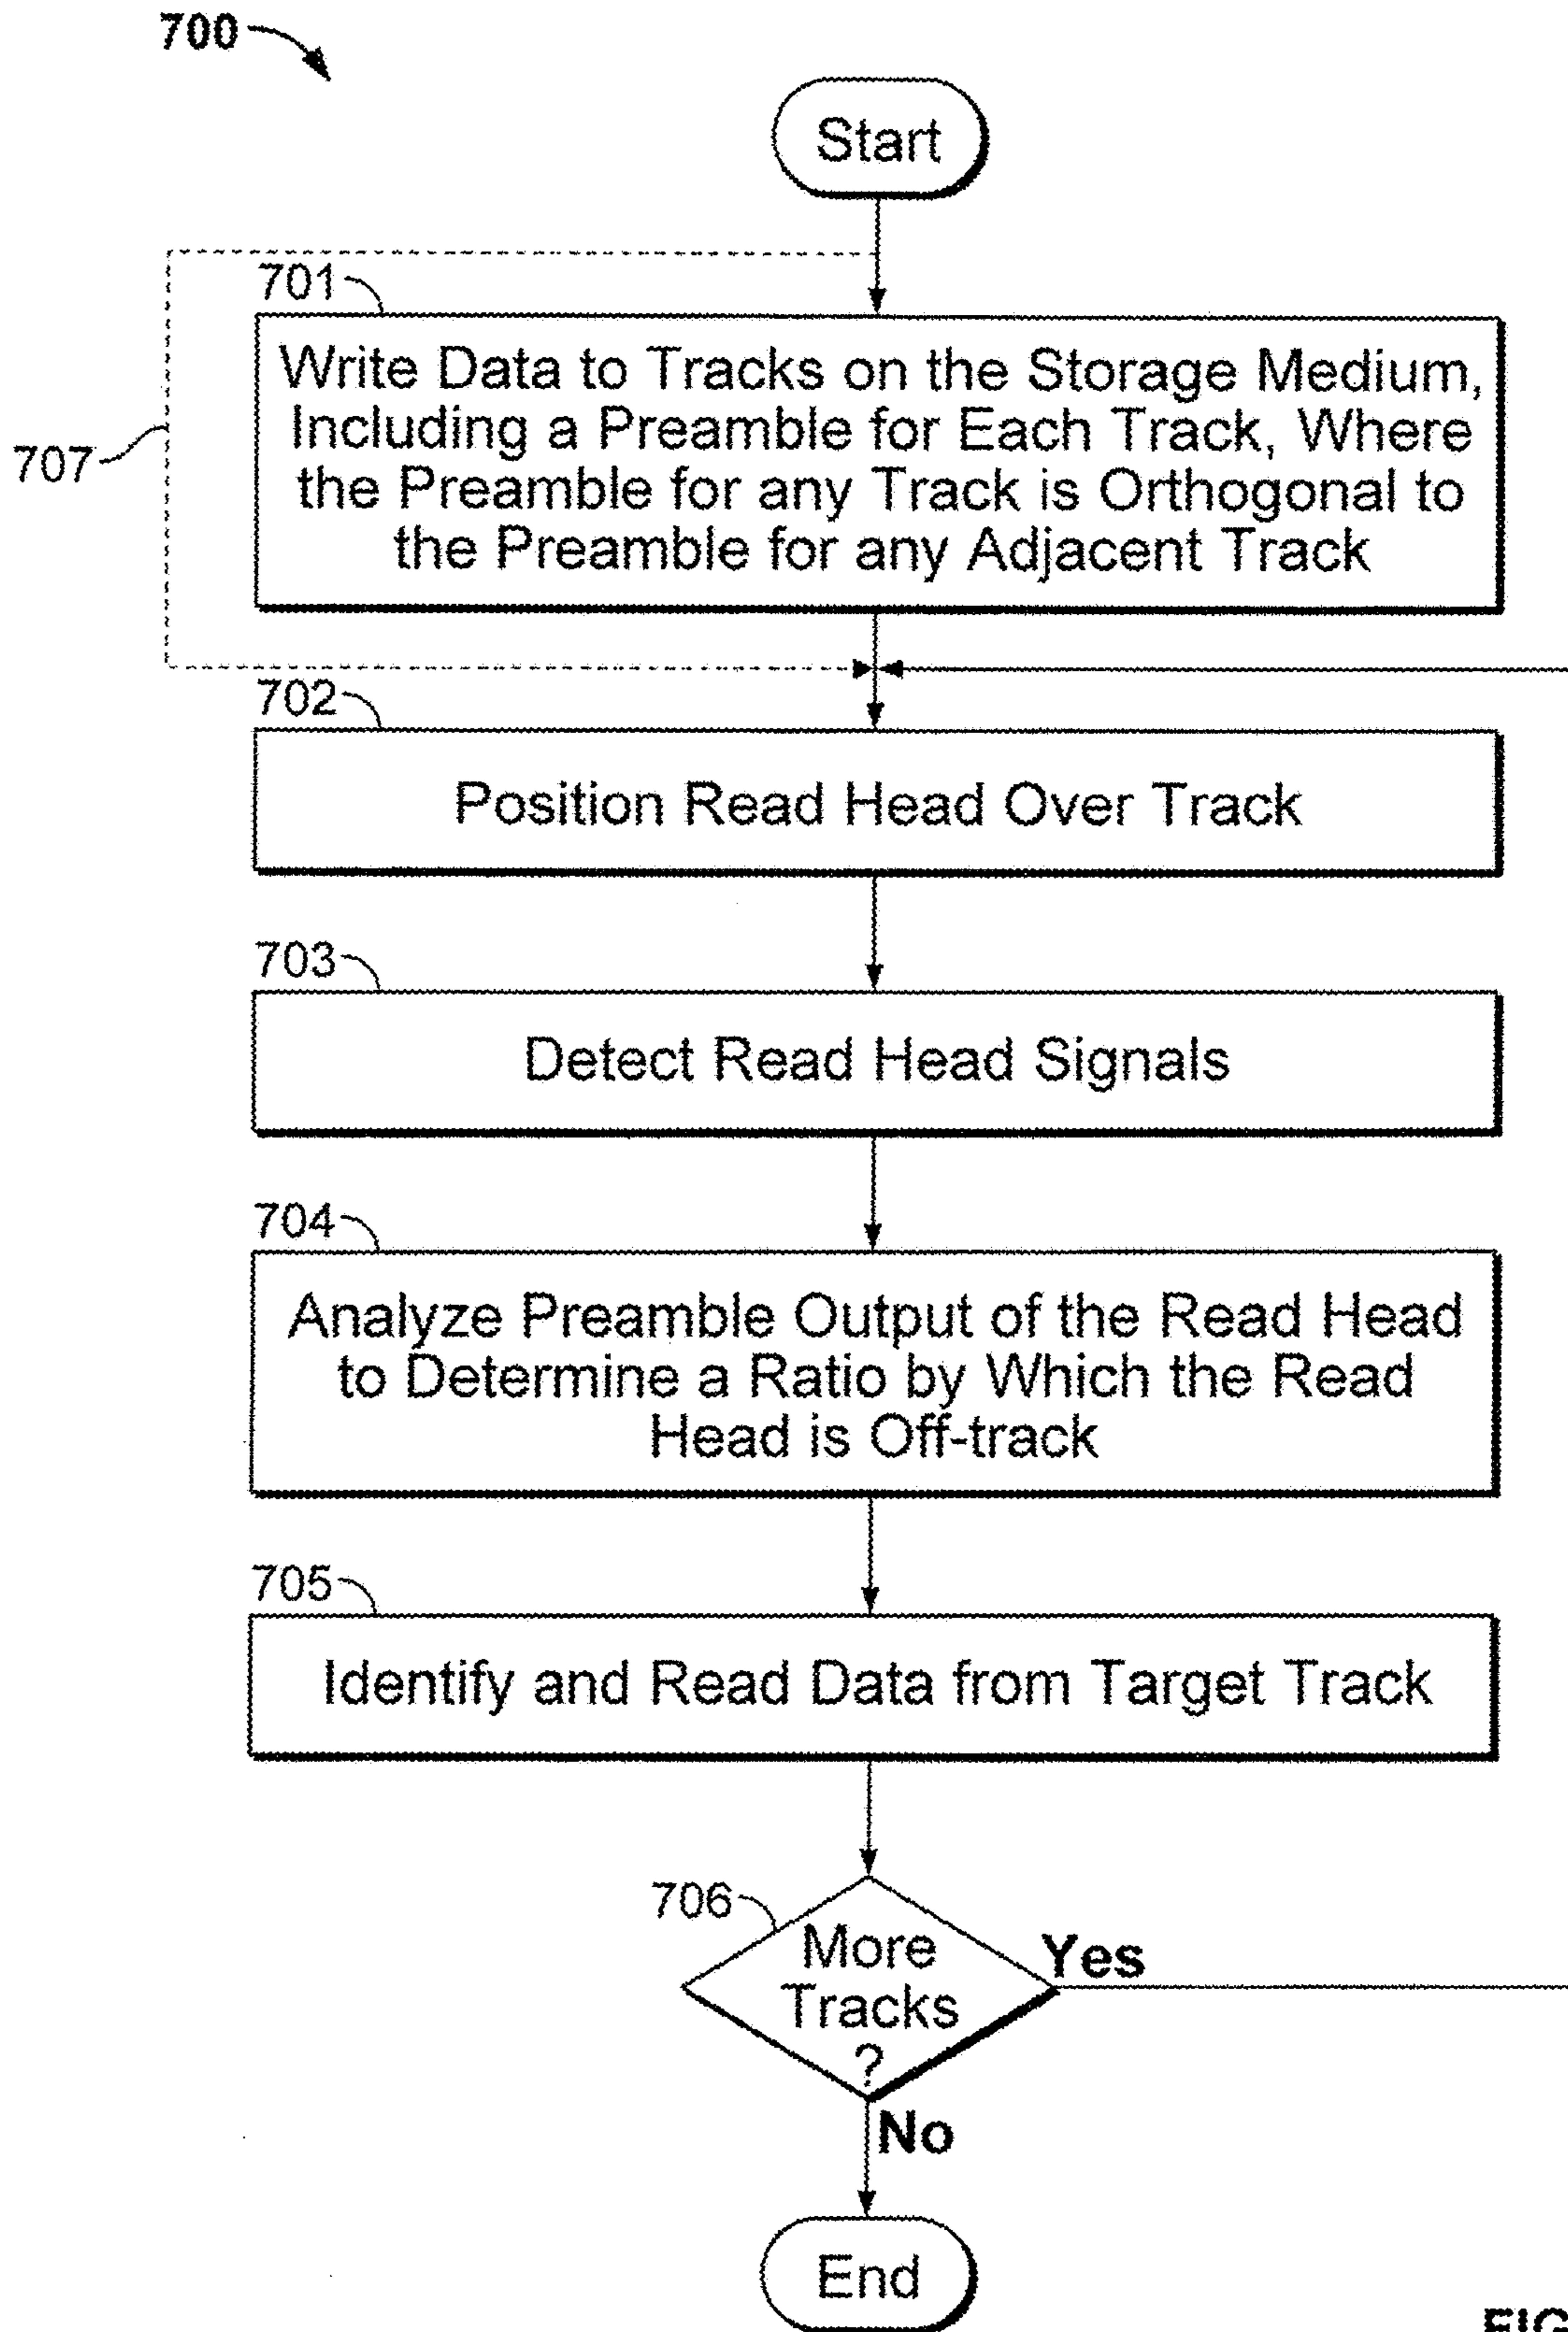 700
Start
701
Write Data to Tracks on the Storage Medium,
Including a Preamble for Each Track, Where
the Preamble for any Track is Orthogonal to
the Preamble for any Adjacent Track
707
702
Position Read Head Over Track
703
Detect Read Head Signals
704
Analyze Preamble Output of the Read Head
to Determine a Ratio by Which the Read
Head is Off-track
705
Identify and Read Data from Target Track
706
More
Tracks
?
Yes
No
End
FIG